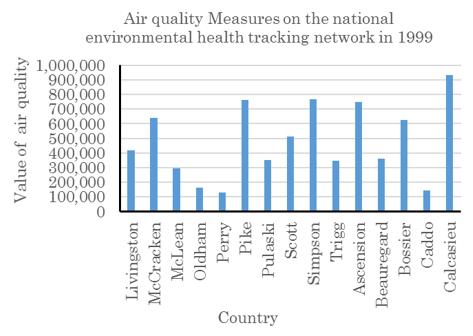 Air quality Measures on the national
environmental health tracking network in 1999
Value of air quality
1,000,000
900,000
800,000
700,000
600,000
500,000
400,000
300,000
200,000
100,000
0
Livingston
McCracken
McLean
Oldham
Perry
Pike
Pulaski
Scott
Simpson
Trigg
Ascension
Beauregard
Bossier
Caddo
Calcasieu
Country